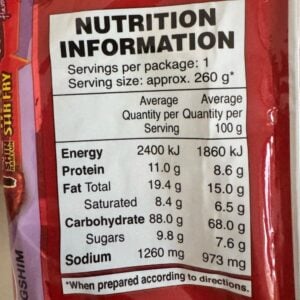 NUTRITION
INFORMATION
Servings per package: 1
Serving size: approx. 260 g*
Average Average
Quantity per Quantity per
Serving 100 g
Energy 2400 kJ 1860 kJ
Protein 11.0 g 8.6 g
Fat Total 19.4 g 15.0 g
Saturated 8.4 g 6.5 g
Carbohydrate 88.0 g 68.0 g
Sugars 9.8 g 7.6 g
Sodium 1260 mg 973 mg
*When prepared according to directions.
STIR FRY